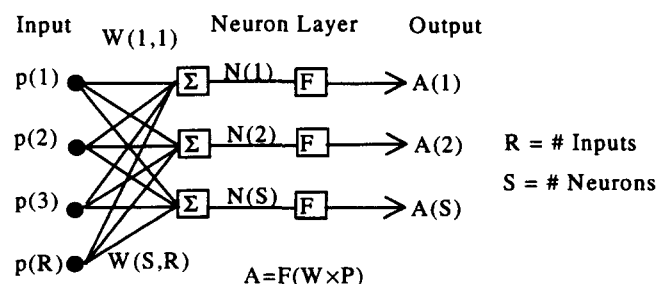 Input Neuron Layer Output
W(1,1)
p(1) Σ N(1) F A(1)
p(2) Σ N(2) F A(2)
R = # Inputs
S = # Neurons
p(3) Σ N(S) F A(S)
p(R) W(S,R)
A=F(W×P)